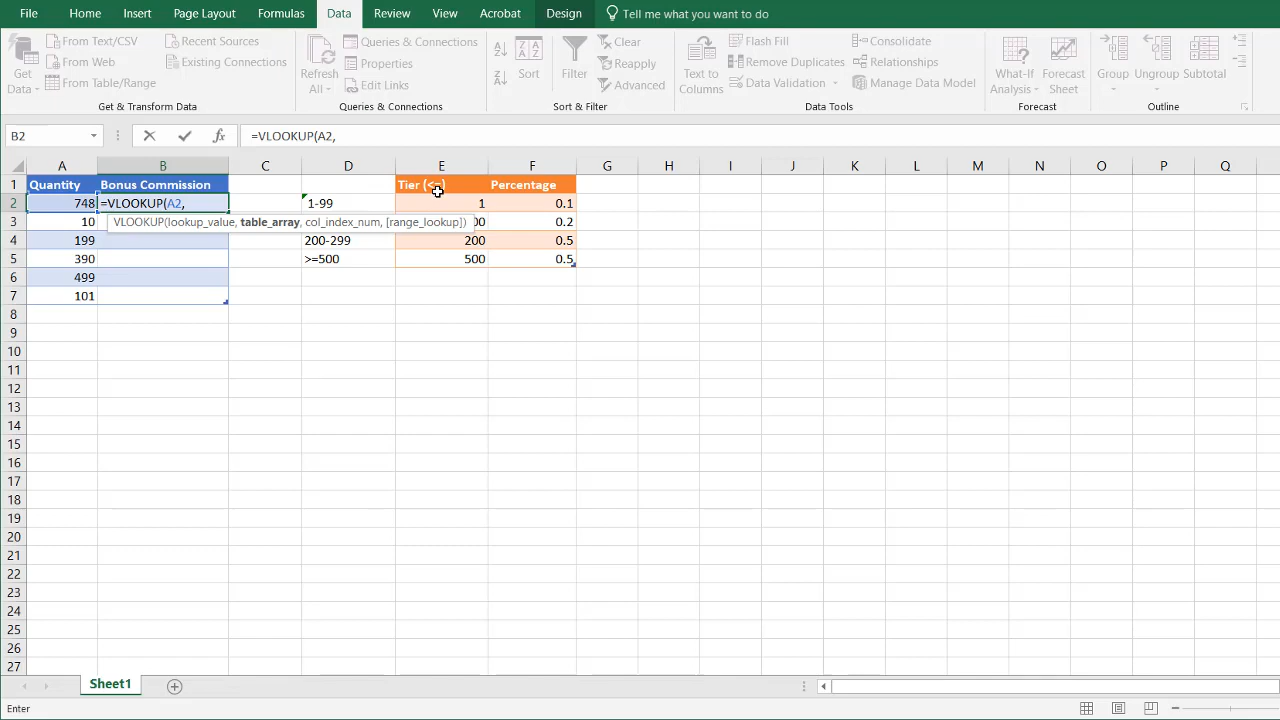 File Home Insert Page Layout Formulas Data Review View Acrobat Design Tell me what you want to do
Get Data
From Text/CSV
From Web
From Table/Range
Recent Sources
Existing Connections
Get & Transform Data
Refresh All
Queries & Connections
Properties
Edit Links
Queries & Connections
Sort
Filter
Clear
Reapply
Advanced
Sort & Filter
Text to Columns
Flash Fill
Remove Duplicates
Data Validation
Consolidate
Relationships
Manage Data Model
Data Tools
What-If Analysis
Forecast Sheet
Forecast
Group
Ungroup
Subtotal
Outline
B2 fx =VLOOKUP(A2,
A B C D E F G H I J K L M N O P Q
1 Quantity Bonus Commission Tier (<=) Percentage
2 748 =VLOOKUP(A2, 1-99 1 0.1
VLOOKUP(lookup_value, table_array, col_index_num, [range_lookup])
3 10 00 0.2
4 199 200-299 200 0.5
5 390 >=500 500 0.5
6 499
7 101
8
9
10
11
12
13
14
15
16
17
18
19
20
21
22
23
24
25
26
27
Sheet1
Enter